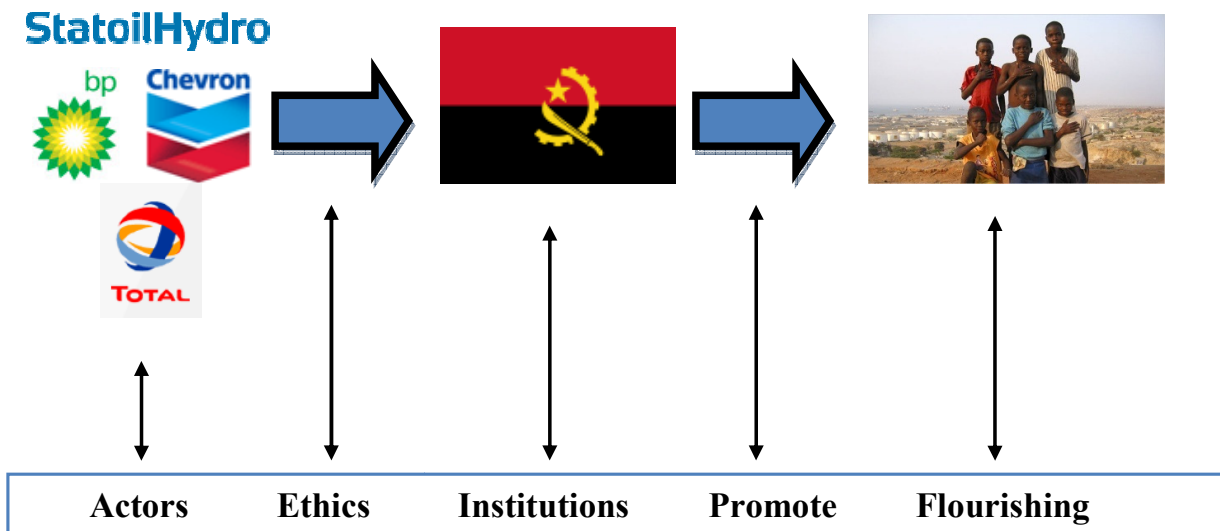 StatoilHydro
bp
Chevron
TOTAL
Actors Ethics Institutions Promote Flourishing